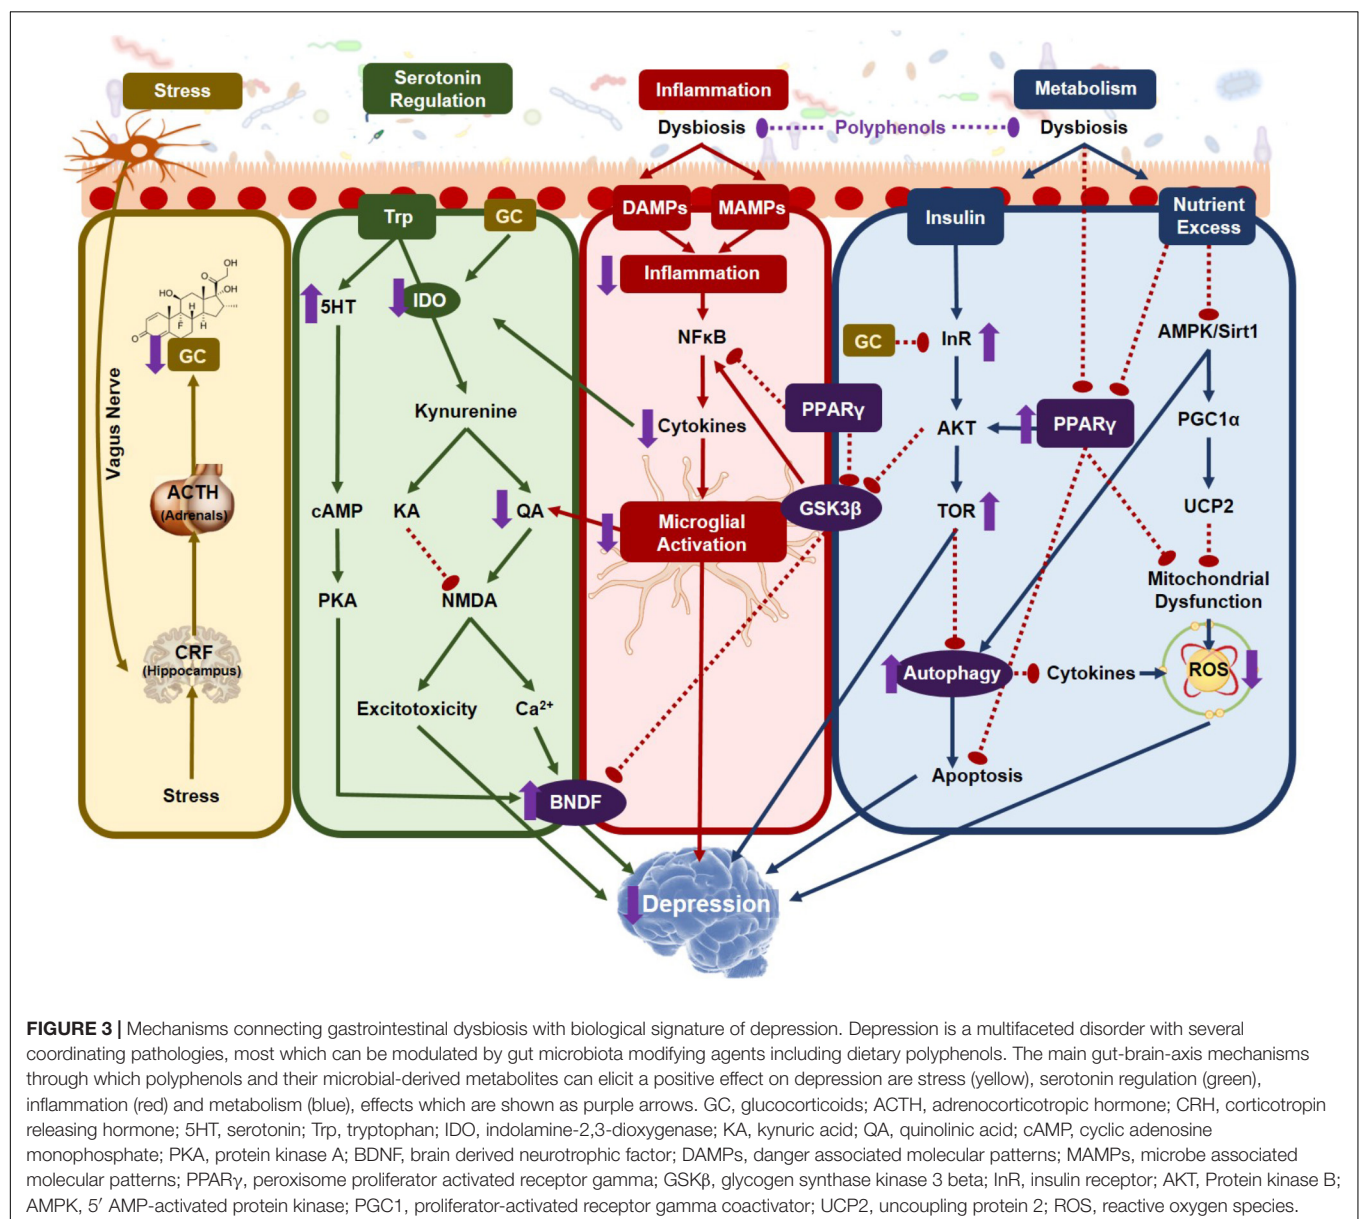 Stress
Serotonin
Regulation
Inflammation
Metabolism
Dysbiosis
Polyphenols
Dysbiosis
Trp
GC
DAMPs
MAMPs
Insulin
Nutrient
Excess
OH
O
OH
HO
H
F
H
O
GC
5HT
IDO
Inflammation
NFκB
GC
InR
AMPK/Sirt1
Vagus Nerve
Kynurenine
Cytokines
PPARγ
AKT
PPARγ
PGC1α
ACTH
(Adrenals)
cAMP
KA
QA
Microglial
Activation
GSK3β
TOR
UCP2
PKA
NMDA
Mitochondrial
Dysfunction
CRF
(Hippocampus)
Autophagy
Cytokines
ROS
Excitotoxicity
Ca2+
Stress
BNDF
Apoptosis
Depression
FIGURE 3 | Mechanisms connecting gastrointestinal dysbiosis with biological signature of depression. Depression is a multifaceted disorder with several
coordinating pathologies, most which can be modulated by gut microbiota modifying agents including dietary polyphenols. The main gut-brain-axis mechanisms
through which polyphenols and their microbial-derived metabolites can elicit a positive effect on depression are stress (yellow), serotonin regulation (green),
inflammation (red) and metabolism (blue), effects which are shown as purple arrows. GC, glucocorticoids; ACTH, adrenocorticotropic hormone; CRH, corticotropin
releasing hormone; 5HT, serotonin; Trp, tryptophan; IDO, indolamine-2,3-dioxygenase; KA, kynuric acid; QA, quinolinic acid; cAMP, cyclic adenosine
monophosphate; PKA, protein kinase A; BDNF, brain derived neurotrophic factor; DAMPs, danger associated molecular patterns; MAMPs, microbe associated
molecular patterns; PPARγ, peroxisome proliferator activated receptor gamma; GSKβ, glycogen synthase kinase 3 beta; InR, insulin receptor; AKT, Protein kinase B;
AMPK, 5′ AMP-activated protein kinase; PGC1, proliferator-activated receptor gamma coactivator; UCP2, uncoupling protein 2; ROS, reactive oxygen species.